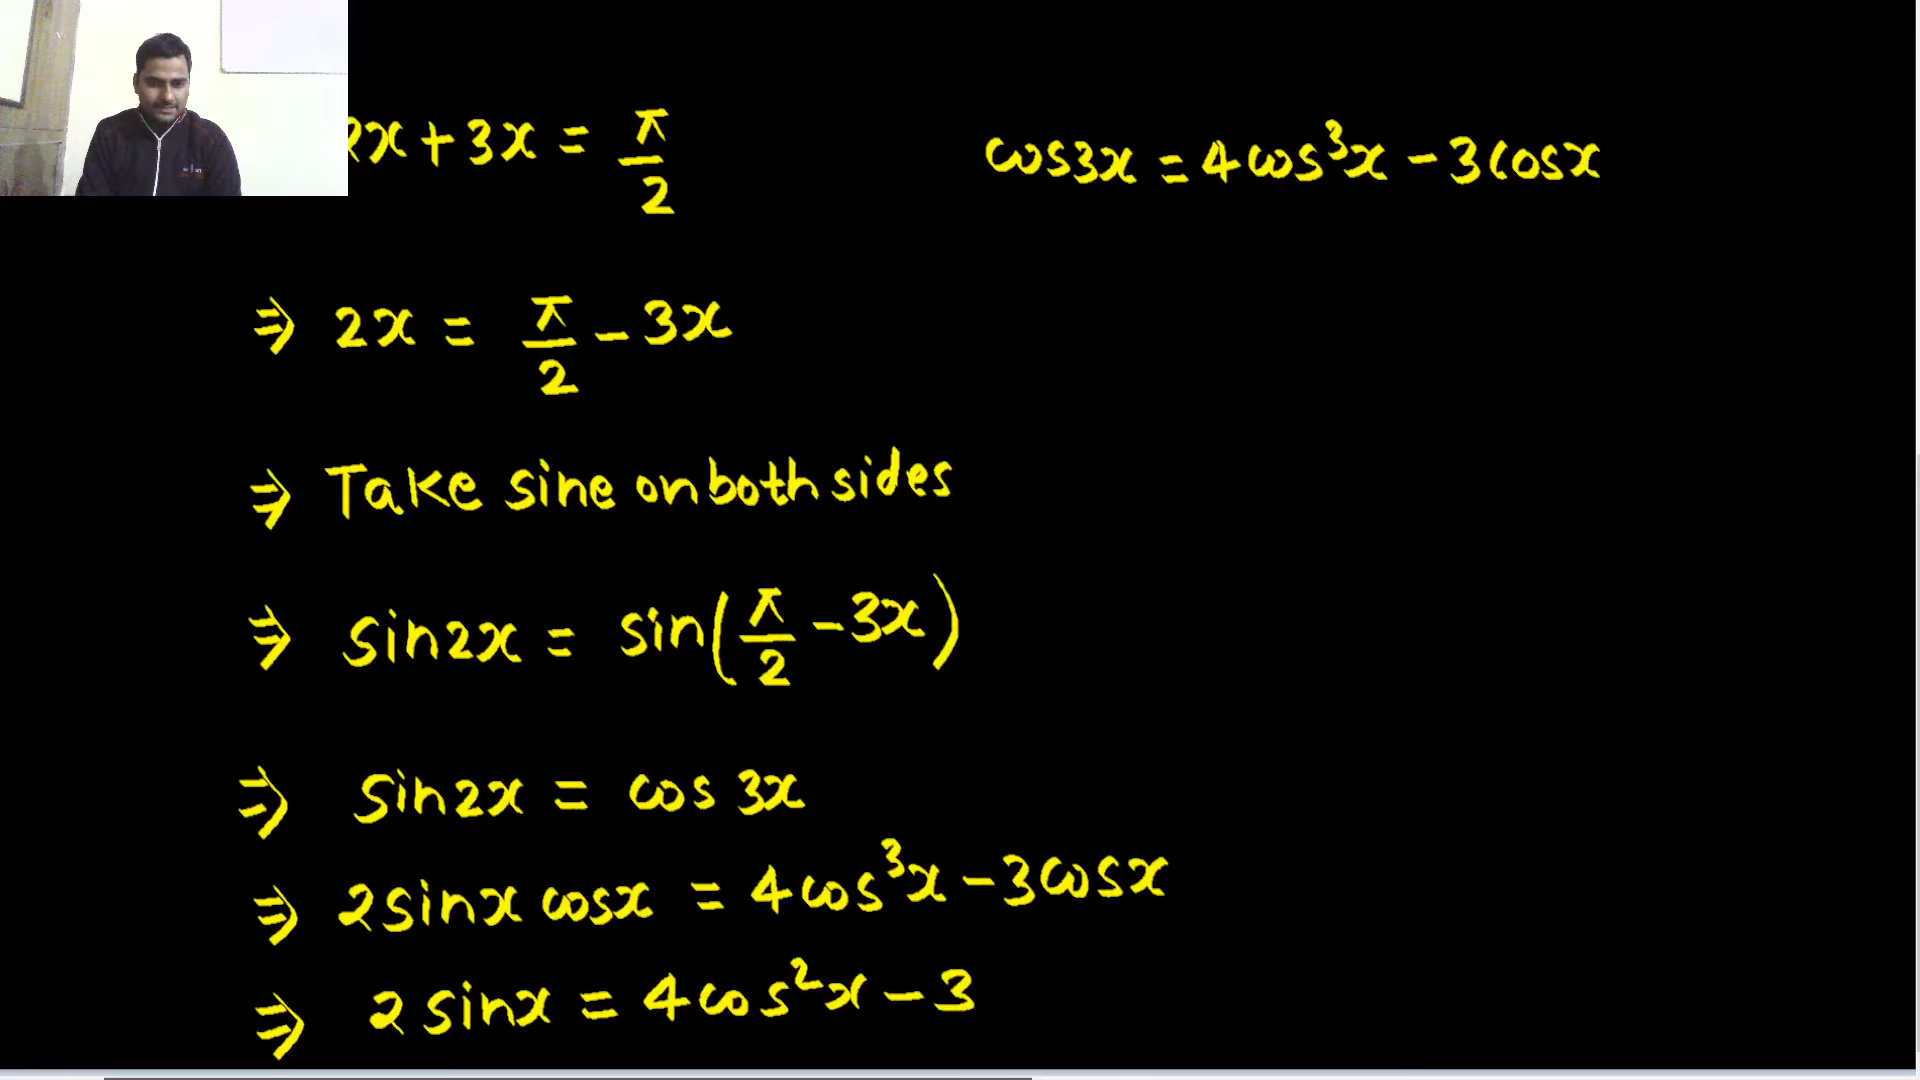 2x + 3x = π/2
cos3x = 4cos³x - 3cosx
⇒ 2x = π/2 - 3x
⇒ Take sine on both sides
⇒ sin2x = sin(π/2 - 3x)
⇒ sin2x = cos 3x
⇒ 2sinx cosx = 4cos³x - 3cosx
⇒ 2 sinx = 4cos²x - 3